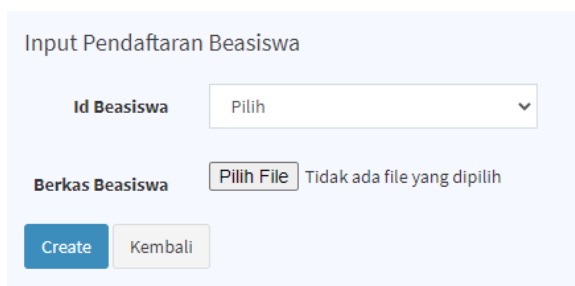 Input Pendaftaran Beasiswa
Id Beasiswa Pilih
Berkas Beasiswa Pilih File Tidak ada file yang dipilih
Create Kembali